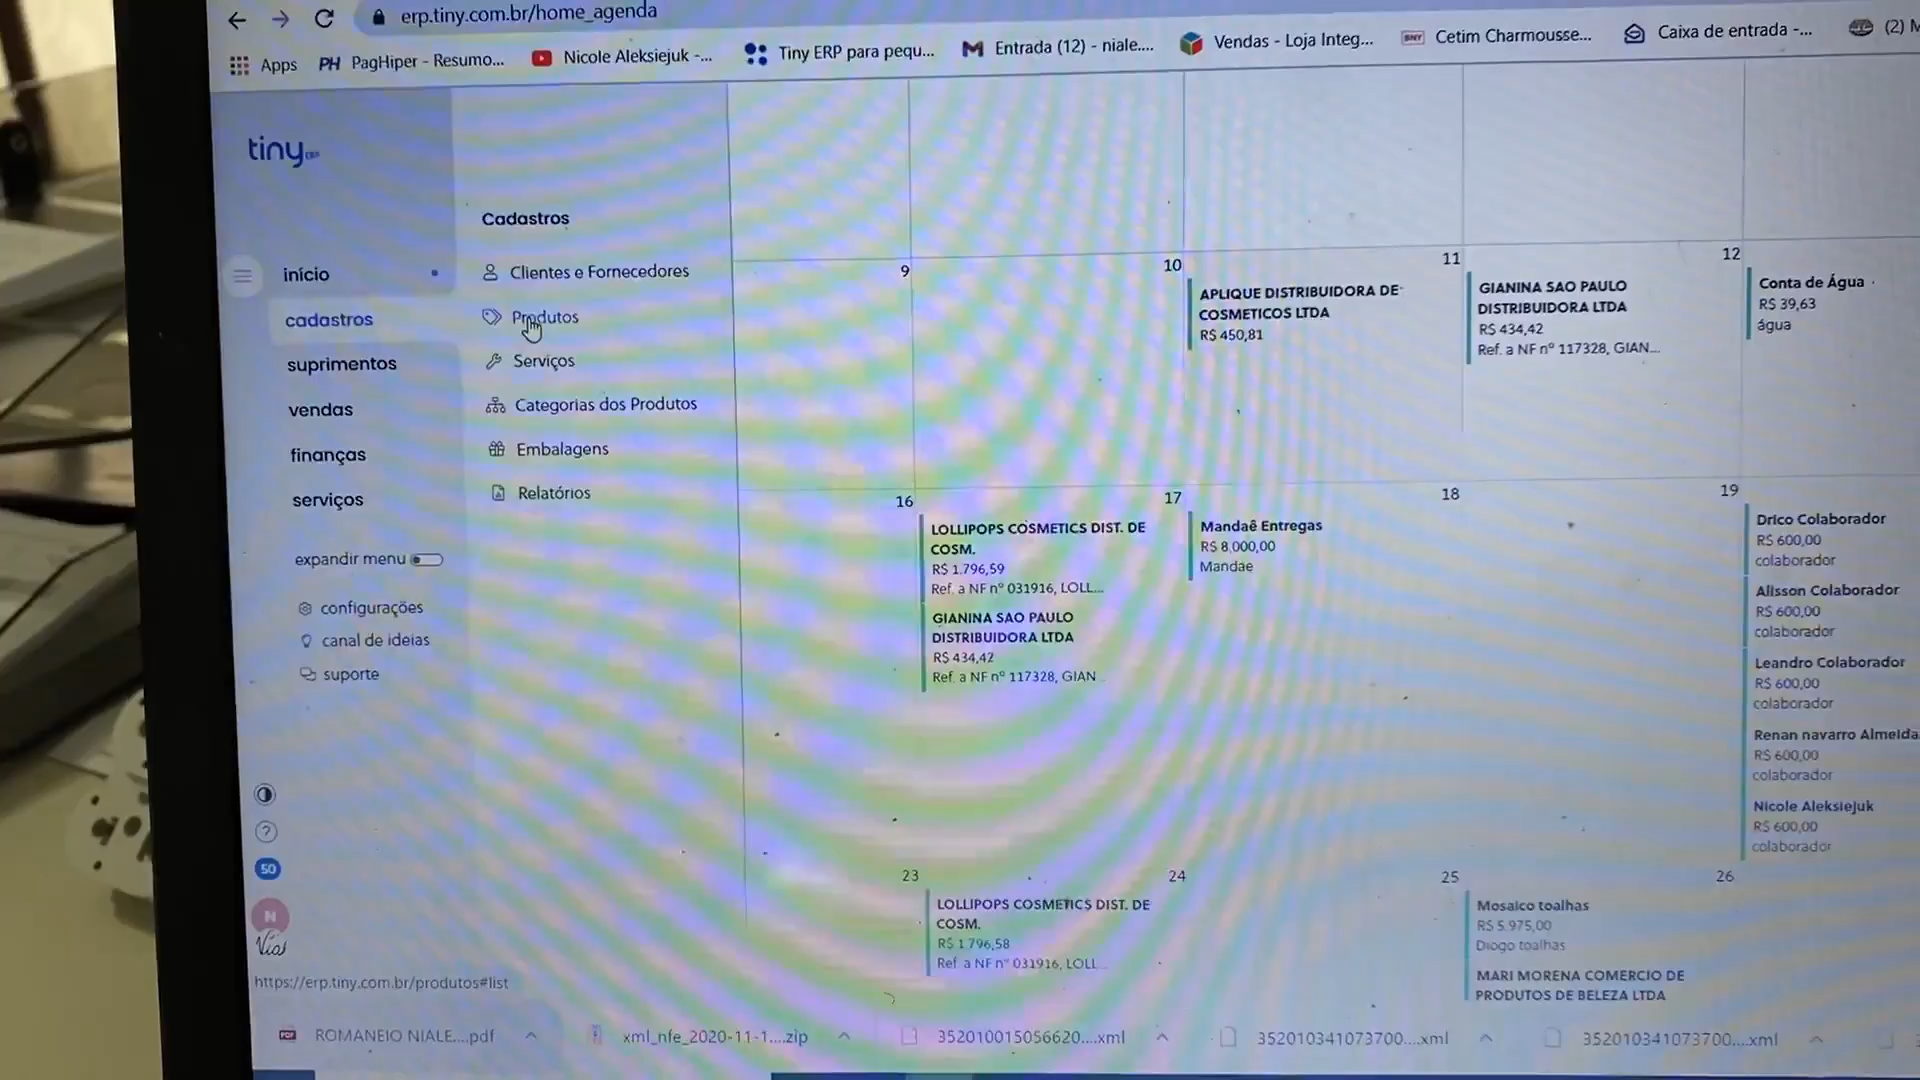 erp.tiny.com.br/home_agenda
Apps
PagHiper - Resumo...
Nicole Aleksiejuk -...
Tiny ERP para pequ...
Entrada (12) - niale....
Vendas - Loja Integ...
Cetim Charmousse...
Caixa de entrada -...
(2) M
tiny
Cadastros
início
Clientes e Fornecedores
cadastros
Produtos
suprimentos
Serviços
vendas
Categorias dos Produtos
finanças
Embalagens
serviços
Relatórios
expandir menu
configurações
canal de ideias
suporte
?
50
N
https://erp.tiny.com.br/produtos#list
9
10
11
12
APLIQUE DISTRIBUIDORA DE
COSMETICOS LTDA
R$ 450,81
GIANINA SAO PAULO
DISTRIBUIDORA LTDA
R$ 434,42
Ref. a NF nº 117328, GIAN...
Conta de Água
R$ 39,63
água
16
17
18
19
LOLLIPOPS COSMETICS DIST. DE
COSM.
R$ 1.796,59
Ref. a NF nº 031916, LOLL...
GIANINA SAO PAULO
DISTRIBUIDORA LTDA
R$ 434,42
Ref. a NF nº 117328, GIAN
Mandaê Entregas
R$ 8.000,00
Mandae
Drico Colaborador
R$ 600,00
colaborador
Alisson Colaborador
R$ 600,00
colaborador
Leandro Colaborador
R$ 600,00
colaborador
Renan navarro Almeida
R$ 600,00
colaborador
Nicole Aleksiejuk
R$ 600,00
colaborador
23
24
25
26
LOLLIPOPS COSMETICS DIST. DE
COSM.
R$ 1.796,58
Ref. a NF nº 031916, LOLL...
Mosaico toalhas
R$ 5.975,00
Diogo toalhas
MARI MORENA COMERCIO DE
PRODUTOS DE BELEZA LTDA
ROMANEIO NIALE....pdf
xml_nfe_2020-11-1....zip
352010015056620....xml
352010341073700....xml
352010341073700....xml